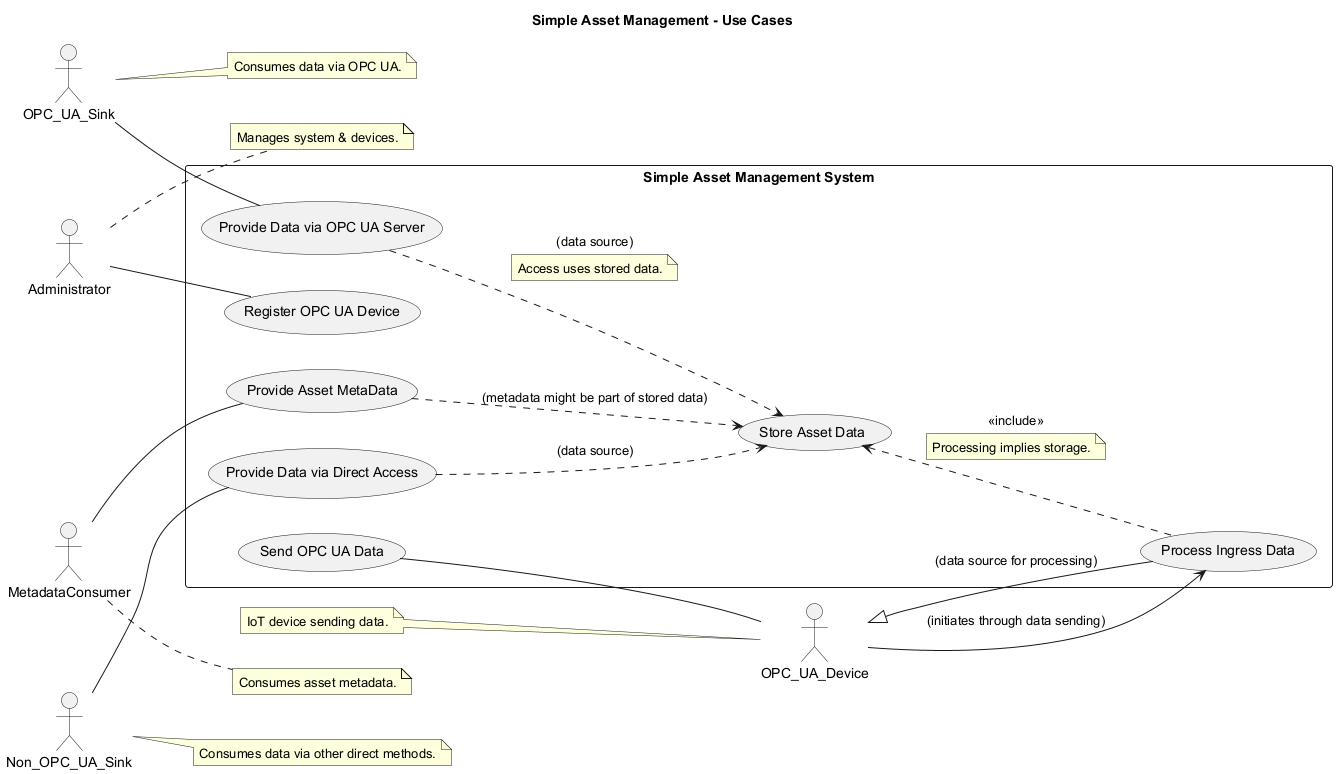 Simple Asset Management - Use Cases
Consumes data via OPC UA.
OPC_UA_Sink
Manages system & devices.
Simple Asset Management System
Provide Data via OPC UA Server
(data source)
Access uses stored data.
Administrator
Register OPC UA Device
Provide Asset MetaData
(metadata might be part of stored data)
Store Asset Data
«include»
Processing implies storage.
(data source)
Provide Data via Direct Access
Send OPC UA Data
Process Ingress Data
(data source for processing)
MetadataConsumer
IoT device sending data.
(initiates through data sending)
OPC_UA_Device
Consumes asset metadata.
Consumes data via other direct methods.
Non_OPC_UA_Sink